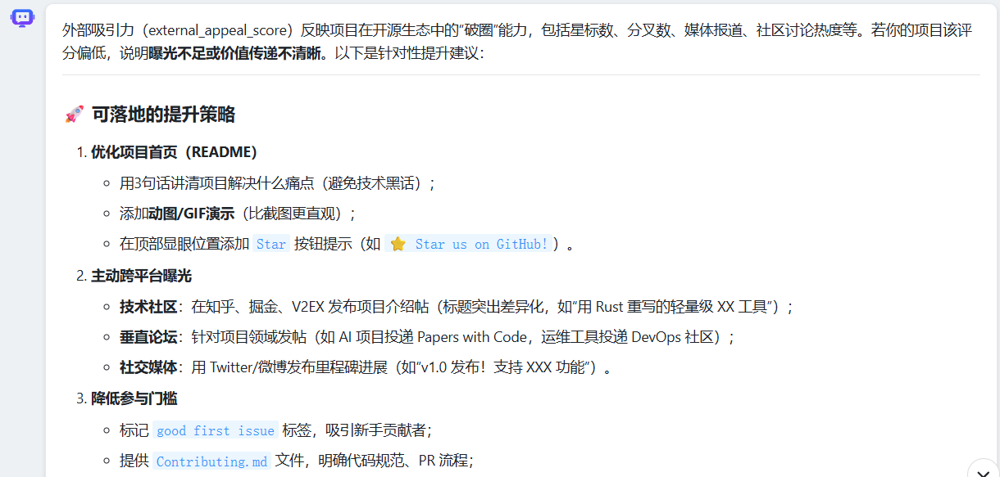 外部吸引力（external_appeal_score）反映项目在开源生态中的“破圈”能力，包括星标数、分叉数、媒体报道、社区讨论热度等。若你的项目该评
分偏低，说明曝光不足或价值传递不清晰。以下是针对性提升建议：
🚀 可落地的提升策略
1. 优化项目首页（README）
◦ 用3句话讲清项目解决什么痛点（避免技术黑话）；
◦ 添加动图/GIF演示（比截图更直观）；
◦ 在顶部显眼位置添加 Star 按钮提示（如 ⭐ Star us on GitHub! ）。
2. 主动跨平台曝光
◦ 技术社区：在知乎、掘金、V2EX 发布项目介绍帖（标题突出差异化，如“用 Rust 重写的轻量级 XX 工具”）；
◦ 垂直论坛：针对项目领域发帖（如 AI 项目投递 Papers with Code，运维工具投递 DevOps 社区）；
◦ 社交媒体：用 Twitter/微博发布里程碑进展（如“v1.0 发布！支持 XXX 功能”）。
3. 降低参与门槛
◦ 标记 good first issue 标签，吸引新手贡献者；
◦ 提供 Contributing.md 文件，明确代码规范、PR 流程；